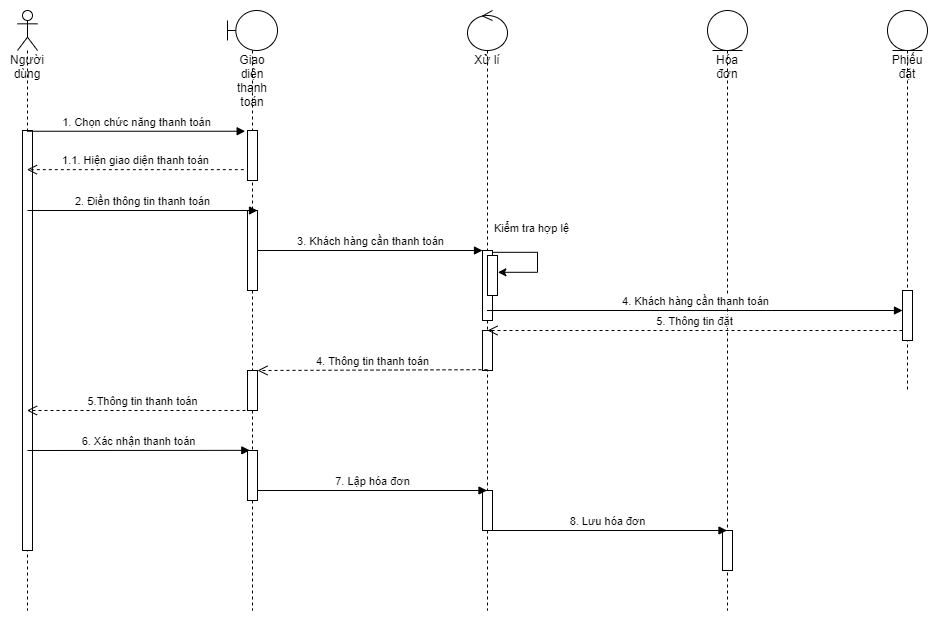 Người
dùng
Giao
diện
thanh
toán
Xử lí
Hóa
đơn
Phiếu
đặt
1. Chọn chức năng thanh toán
1.1. Hiện giao diện thanh toán
2. Điền thông tin thanh toán
Kiểm tra hợp lệ
3. Khách hàng cần thanh toán
4. Khách hàng cần thanh toán
5. Thông tin đặt
4. Thông tin thanh toán
5.Thông tin thanh toán
6. Xác nhận thanh toán
7. Lập hóa đơn
8. Lưu hóa đơn